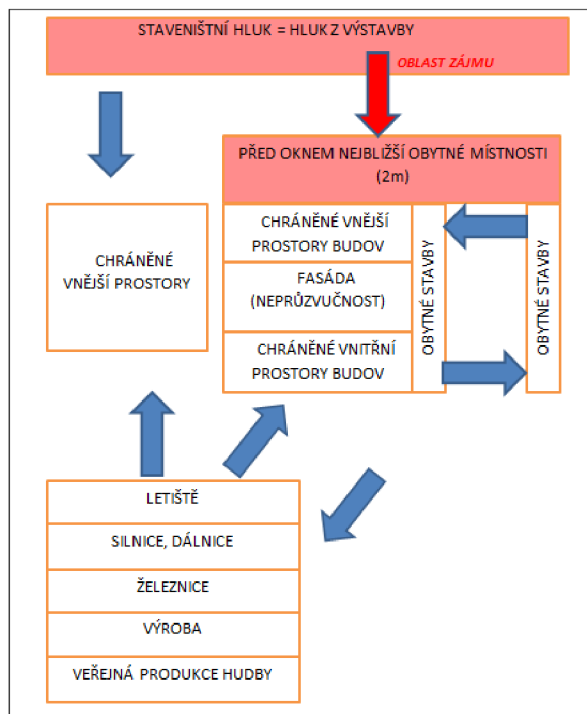 STAVENIŠTNÍ HLUK = HLUK Z VÝSTAVBY
OBLAST ZÁJMU
PŘED OKNEM NEJBLIŽŠÍ OBYTNÉ MÍSTNOSTI
(2m)
CHRÁNĚNÉ
VNĚJŠÍ PROSTORY
CHRÁNĚNÉ VNĚJŠÍ
PROSTORY BUDOV
FASÁDA
(NEPRŮZVUČNOST)
CHRÁNĚNÉ VNITŘNÍ
PROSTORY BUDOV
OBYTNÉ STAVBY
OBYTNÉ STAVBY
LETIŠTĚ
SILNICE, DÁLNICE
ŽELEZNICE
VÝROBA
VEŘEJNÁ PRODUKCE HUDBY